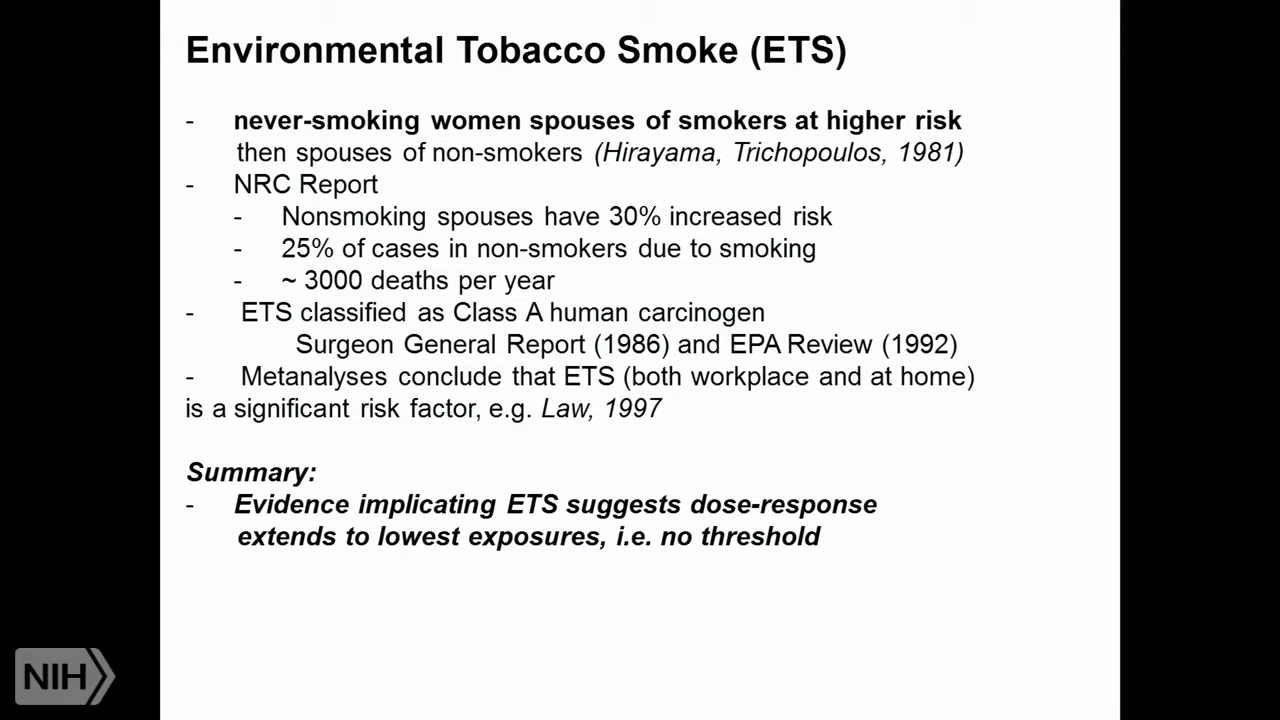 Environmental Tobacco Smoke (ETS)
- never-smoking women spouses of smokers at higher risk
then spouses of non-smokers (Hirayama, Trichopoulos, 1981)
- NRC Report
- Nonsmoking spouses have 30% increased risk
- 25% of cases in non-smokers due to smoking
- ~ 3000 deaths per year
- ETS classified as Class A human carcinogen
Surgeon General Report (1986) and EPA Review (1992)
- Metanalyses conclude that ETS (both workplace and at home)
is a significant risk factor, e.g. Law, 1997
Summary:
- Evidence implicating ETS suggests dose-response
extends to lowest exposures, i.e. no threshold
NIH